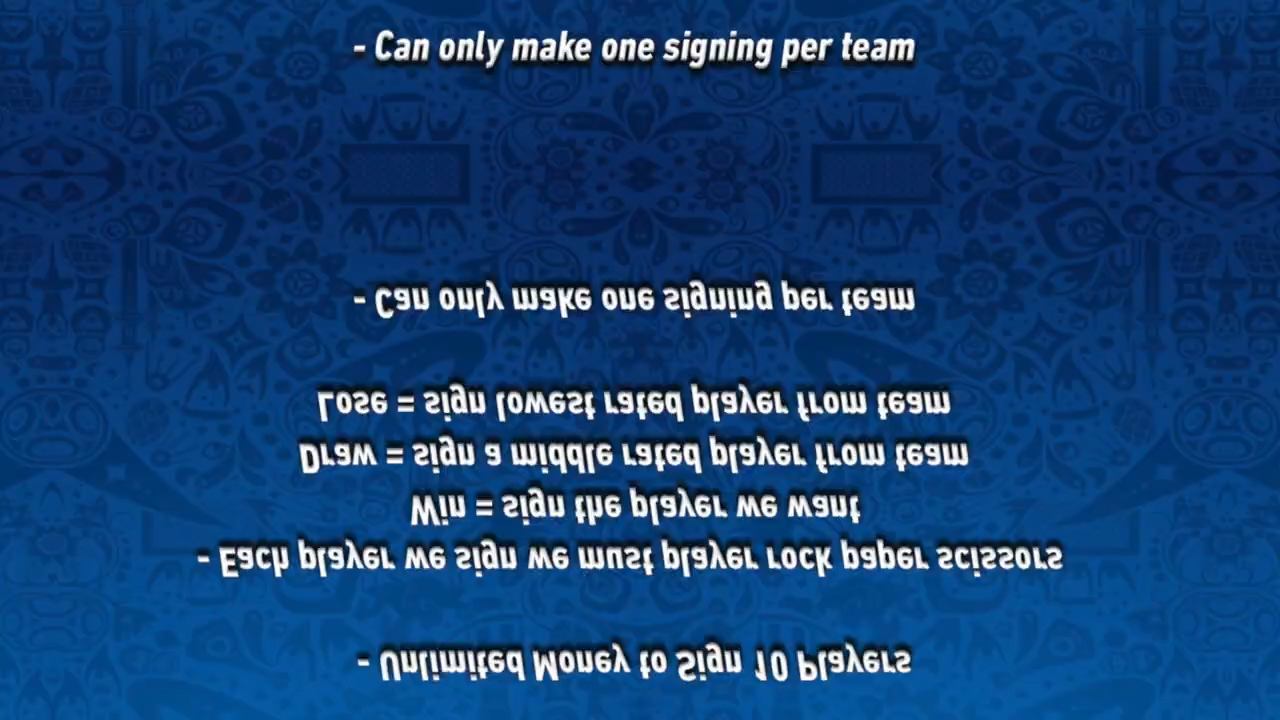 - Can only make one signing per team
- Can only make one signing per team
Lose = sign lowest rated player from team
Draw = sign a middle rated player from team
Win = sign the player we want
- Each player we sign we must player rock paper scissors
- Unlimited Money to Sign 10 Players